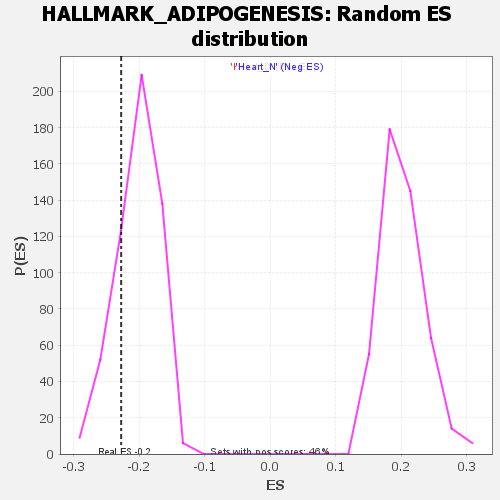 HALLMARK_ADIPOGENESIS: Random ES
distribution
'Heart_N' (Neg ES)
200
180
160
140
120
100
80
60
40
20
0
P(ES)
Real ES -0.2
Sets with pos scores: 46%
-0.3 -0.2 -0.1 0.0 0.1 0.2 0.3
ES